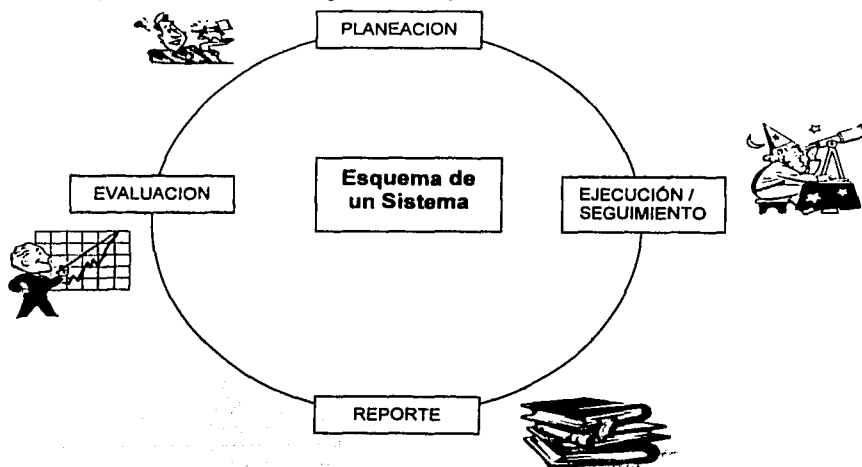 PLANEACION
EVALUACION
Esquema de
un Sistema
EJECUCIÓN /
SEGUIMIENTO
REPORTE